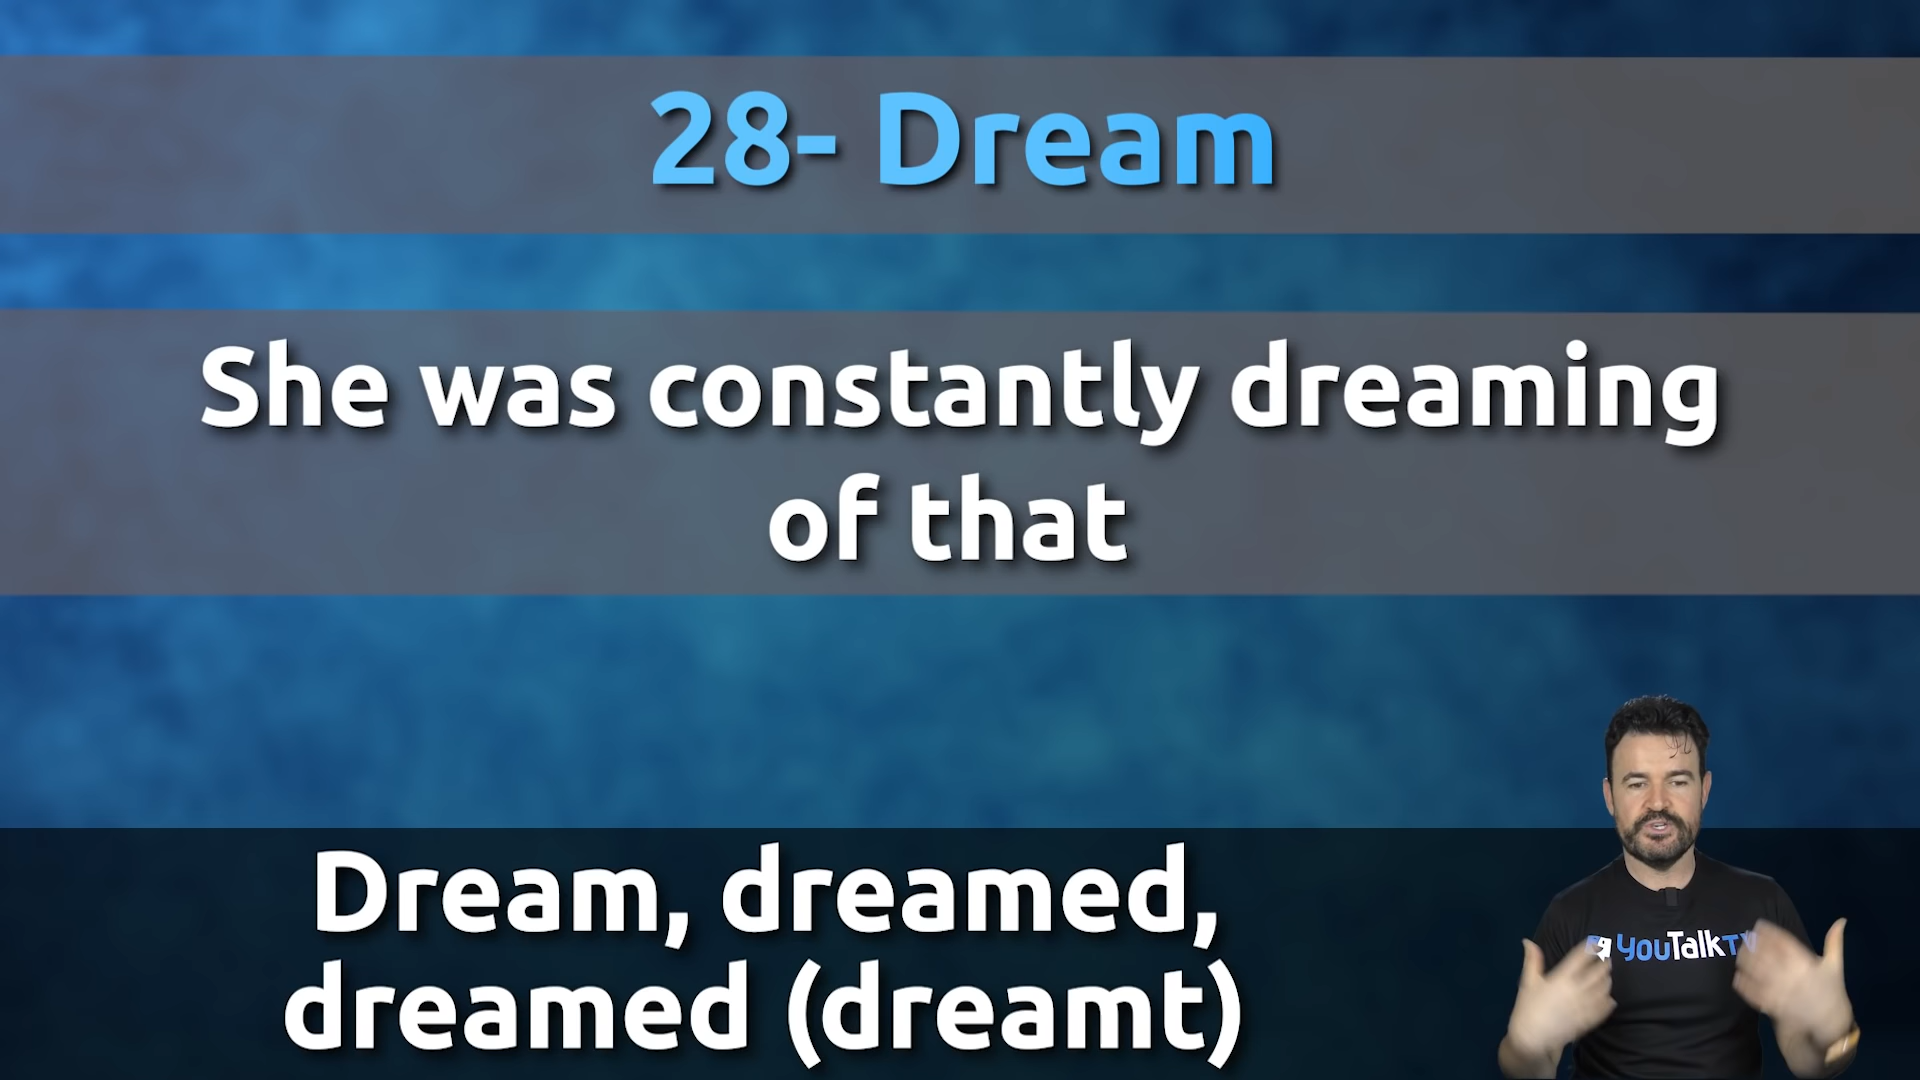 28- Dream
She was constantly dreaming
of that
Dream, dreamed,
dreamed (dreamt)
youTalkTV